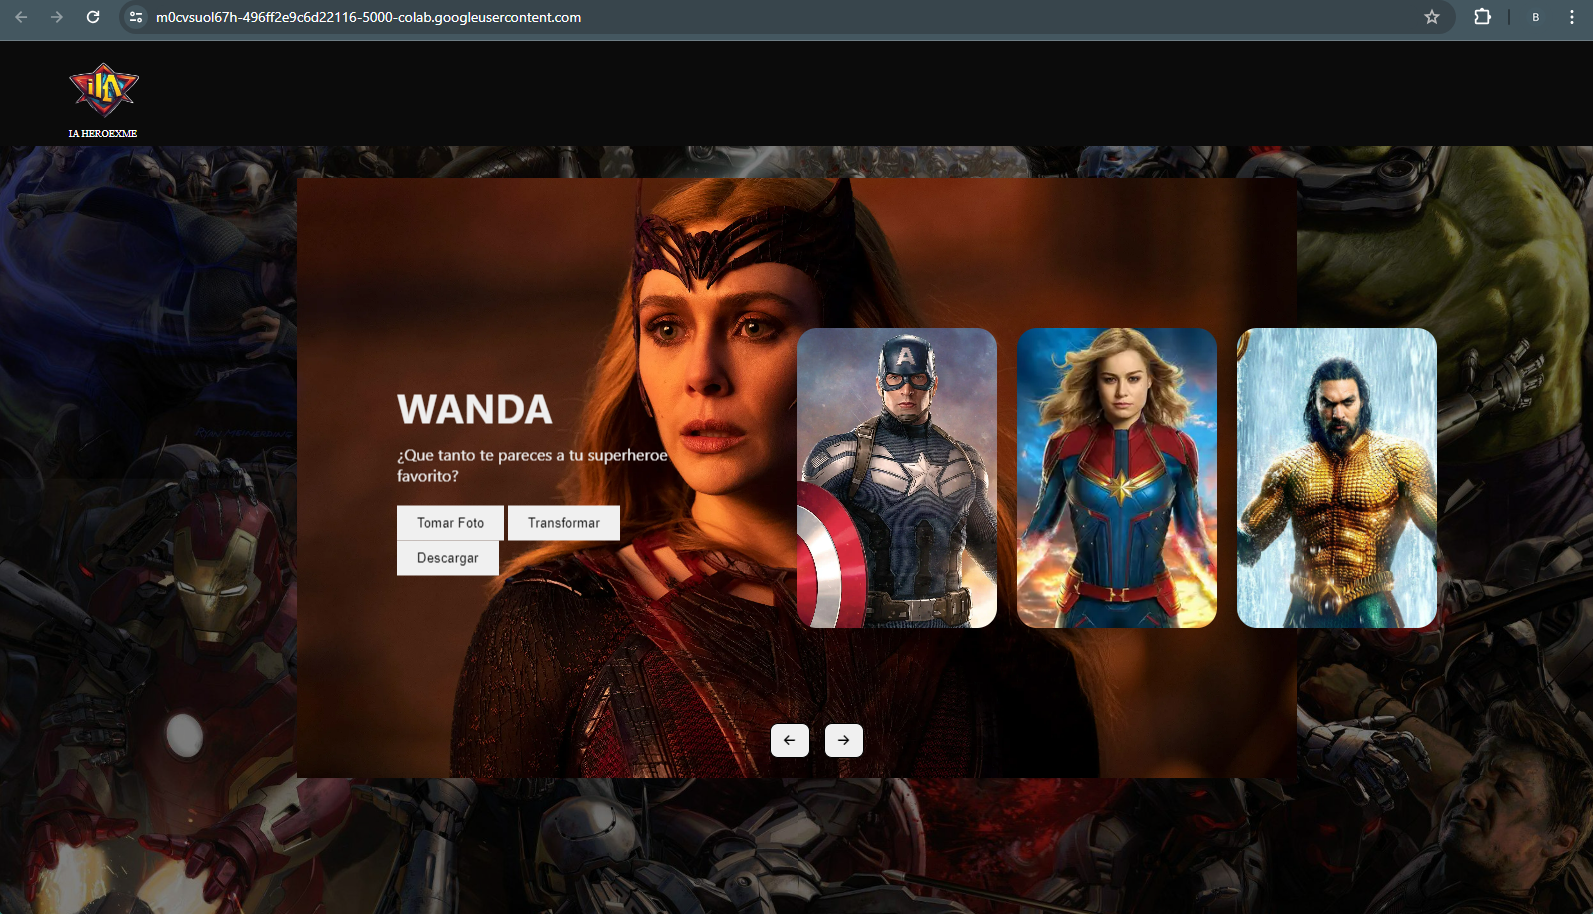 m0cvsuol67h-496ff2e9c6d22116-5000-colab.googleusercontent.com
B
iA
IA HEROEXME
WANDA
¿Que tanto te pareces a tu superheroe
favorito?
Tomar Foto
Transformar
Descargar
A